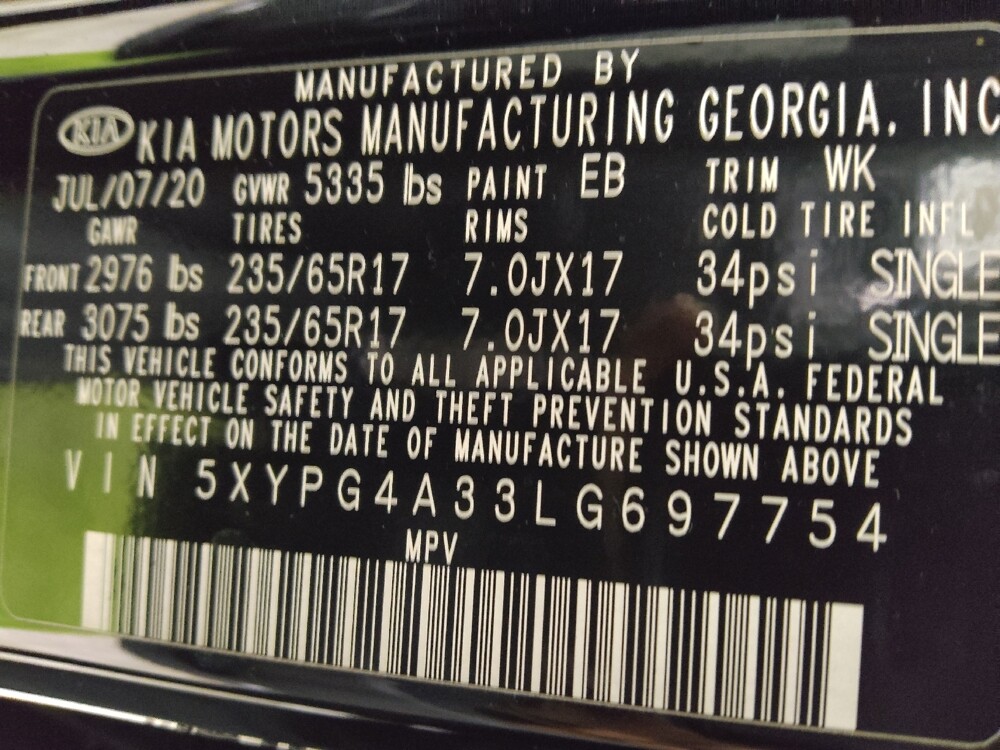 MANUFACTURED BY
KIA KIA MOTORS MANUFACTURING GEORGIA. INC
JUL/07/20 GVWR 5335 lbs PAINT EB TRIM WK
GAWR TIRES RIMS COLD TIRE INFL
FRONT 2976 lbs 235/65R17 7.0JX17 34psi SINGLE
REAR 3075 lbs 235/65R17 7.0JX17 34psi SINGLE
THIS VEHICLE CONFORMS TO ALL APPLICABLE U.S.A. FEDERAL
MOTOR VEHICLE SAFETY AND THEFT PREVENTION STANDARDS
IN EFFECT ON THE DATE OF MANUFACTURE SHOWN ABOVE
VIN 5XYPG4A33LG697754
MPV